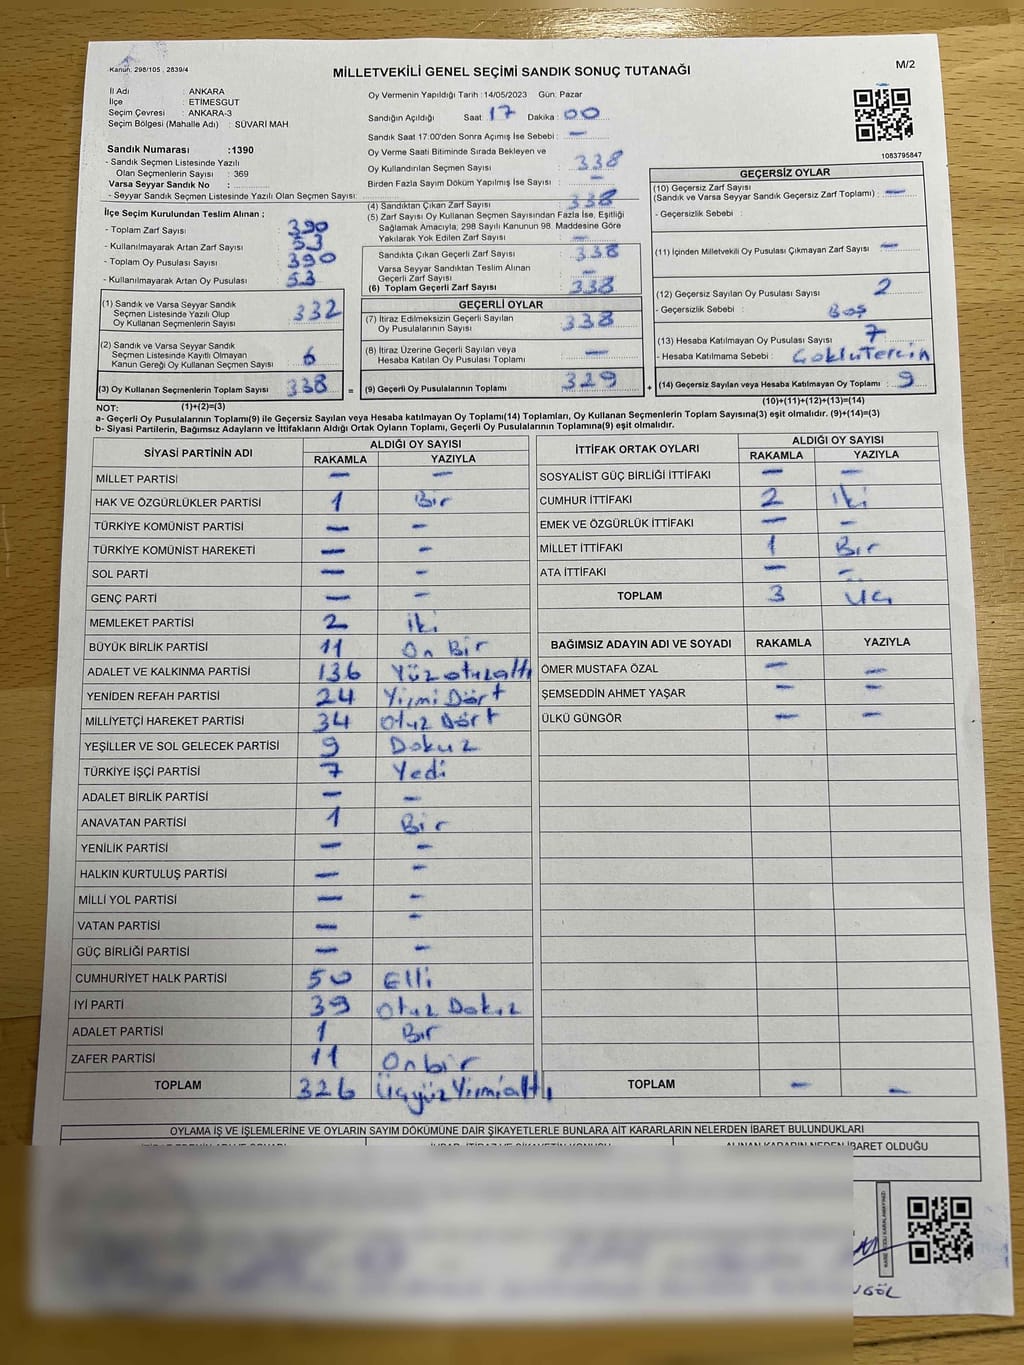 Kanun: 298/105 , 2839/4
MİLLETVEKİLİ GENEL SEÇİMİ SANDIK SONUÇ TUTANAĞI
M/2
İl Adı : ANKARA
İlçe : ETİMESGUT
Seçim Çevresi : ANKARA-3
Seçim Bölgesi (Mahalle Adı) : SÜVARİ MAH
Oy Vermenin Yapıldığı Tarih : 14/05/2023 Gün: Pazar
Sandığın Açıldığı Saat : 17 Dakika : 00
Sandık Saat 17:00'den Sonra Açımış İse Sebebi : —
Oy Verme Saati Bitiminde Sırada Bekleyen ve
Oy Kullandırılan Seçmen Sayısı : 338
Birden Fazla Sayım Döküm Yapılmış İse Sayısı : —
1083795847
Sandık Numarası :1390
- Sandık Seçmen Listesinde Yazılı
Olan Seçmenlerin Sayısı : 369
Varsa Seyyar Sandık No :
- Seyyar Sandık Seçmen Listesinde Yazılı Olan Seçmen Sayısı:
İlçe Seçim Kurulundan Teslim Alınan ;
- Toplam Zarf Sayısı : 390
- Kullanılmayarak Artan Zarf Sayısı : 53
- Toplam Oy Pusulası Sayısı : 390
- Kullanılmayarak Artan Oy Pusulası : 53
(1) Sandık ve Varsa Seyyar Sandık
Seçmen Listesinde Yazılı Olup
Oy Kullanan Seçmenlerin Sayısı : 332
(2) Sandık ve Varsa Seyyar Sandık
Seçmen Listesinde Kayıtlı Olmayan
Kanun Gereği Oy Kullanan Seçmen Sayısı : 6
(3) Oy Kullanan Seçmenlerin Toplam Sayısı : 338 =
(1)+(2)=(3)
(4) Sandıktan Çıkan Zarf Sayısı : 338
(5) Zarf Sayısı Oy Kullanan Seçmen Sayısından Fazla İse, Eşitliği
Sağlamak Amacıyla, 298 Sayılı Kanunun 98. Maddesine Göre
Yakılarak Yok Edilen Zarf Sayısı : —
Sandıkta Çıkan Geçerli Zarf Sayısı : 338
Varsa Seyyar Sandıktan Teslim Alınan
Geçerli Zarf Sayısı : —
(6) Toplam Geçerli Zarf Sayısı : 338
GEÇERLİ OYLAR
(7) İtiraz Edilmeksizin Geçerli Sayılan
Oy Pusulalarının Sayısı : 338
(8) İtiraz Üzerine Geçerli Sayılan veya
Hesaba Katılan Oy Pusulası Toplamı : —
(9) Geçerli Oy Pusulalarının Toplamı : 329 +
GEÇERSİZ OYLAR
(10) Geçersiz Zarf Sayısı
(Sandık ve Varsa Seyyar Sandık Geçersiz Zarf Toplamı) : —
- Geçersizlik Sebebi :
(11) İçinden Milletvekili Oy Pusulası Çıkmayan Zarf Sayısı : —
(12) Geçersiz Sayılan Oy Pusulası Sayısı : 2
- Geçersizlik Sebebi : Boş
(13) Hesaba Katılmayan Oy Pusulası : 7
- Hesaba Katılmama Sebebi : Çoklu Tercih
(14) Geçersiz Sayılan veya Hesaba Katılmayan Oy Toplamı : 9
(10)+(11)+(12)+(13)=(14)
NOT:
a- Geçerli Oy Pusulalarının Toplamı(9) ile Geçersiz Sayılan veya Hesaba katılmayan Oy Toplamı(14) Toplamları, Oy Kullanan Seçmenlerin Toplam Sayısına(3) eşit olmalıdır. (9)+(14)=(3)
b- Siyasi Partilerin, Bağımsız Adayların ve İttifakların Aldığı Ortak Oyların Toplamı, Geçerli Oy Pusulalarının Toplamına(9) eşit olmalıdır.
SİYASİ PARTİNİN ADI ALDIĞI OY SAYISI
RAKAMLA YAZIYLA
MİLLET PARTİSİ — —
HAK VE ÖZGÜRLÜKLER PARTİSİ 1 Bir
TÜRKİYE KOMÜNİST PARTİSİ — —
TÜRKİYE KOMÜNİST HAREKETİ — —
SOL PARTİ — —
GENÇ PARTİ — —
MEMLEKET PARTİSİ 2 iki
BÜYÜK BİRLİK PARTİSİ 11 On Bir
ADALET VE KALKINMA PARTİSİ 136 Yüz otuz altı
YENİDEN REFAH PARTİSİ 24 Yirmi Dört
MİLLİYETÇİ HAREKET PARTİSİ 34 Otuz Dört
YEŞİLLER VE SOL GELECEK PARTİSİ 9 Dokuz
TÜRKİYE İŞÇİ PARTİSİ 7 Yedi
ADALET BİRLİK PARTİSİ — —
ANAVATAN PARTİSİ 1 Bir
YENİLİK PARTİSİ — —
HALKIN KURTULUŞ PARTİSİ — —
MİLLİ YOL PARTİSİ — —
VATAN PARTİSİ — —
GÜÇ BİRLİĞİ PARTİSİ — —
CUMHURİYET HALK PARTİSİ 50 Elli
İYİ PARTİ 39 Otuz Dokuz
ADALET PARTİSİ 1 Bir
ZAFER PARTİSİ 11 Onbir
TOPLAM 326 Üçyüz Yirmialtı
İTTİFAK ORTAK OYLARI ALDIĞI OY SAYISI
RAKAMLA YAZIYLA
SOSYALİST GÜÇ BİRLİĞİ İTTİFAKI — —
CUMHUR İTTİFAKI 2 iki
EMEK VE ÖZGÜRLÜK İTTİFAKI — —
MİLLET İTTİFAKI 1 Bir
ATA İTTİFAKI — —
TOPLAM 3 Üç
BAĞIMSIZ ADAYIN ADI VE SOYADI RAKAMLA YAZIYLA
ÖMER MUSTAFA ÖZAL — —
ŞEMSEDDİN AHMET YAŞAR — —
ÜLKÜ GÜNGÖR — —
TOPLAM — —
OYLAMA İŞ VE İŞLEMLERİNE VE OYLARIN SAYIM DÖKÜMÜNE DAİR ŞİKAYETLERLE BUNLARA AİT KARARLARIN NELERDEN İBARET BULUNDUKLARI
ALINAN KARARIN NEDEN İBARET OLDUĞU